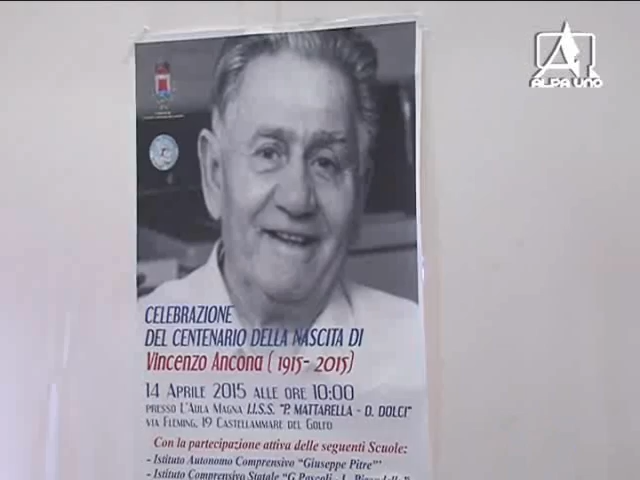 ALPA UNO
CELEBRAZIONE
DEL CENTENARIO DELLA NASCITA DI
Vincenzo Ancona ( 1915- 2015)
14 APRILE 2015 ALLE ORE 10:00
PRESSO L'AULA MAGNA I.I.S.S. "P. MATTARELLA - D. DOLCI"
VIA FLEMING, 19 CASTELLAMMARE DEL GOLFO
Con la partecipazione attiva delle seguenti Scuole:
- Istituto Autonomo Comprensivo "Giuseppe Pitre'"
- Istituto Comprensivo Statale "G.Pascoli - L. Pirandello"